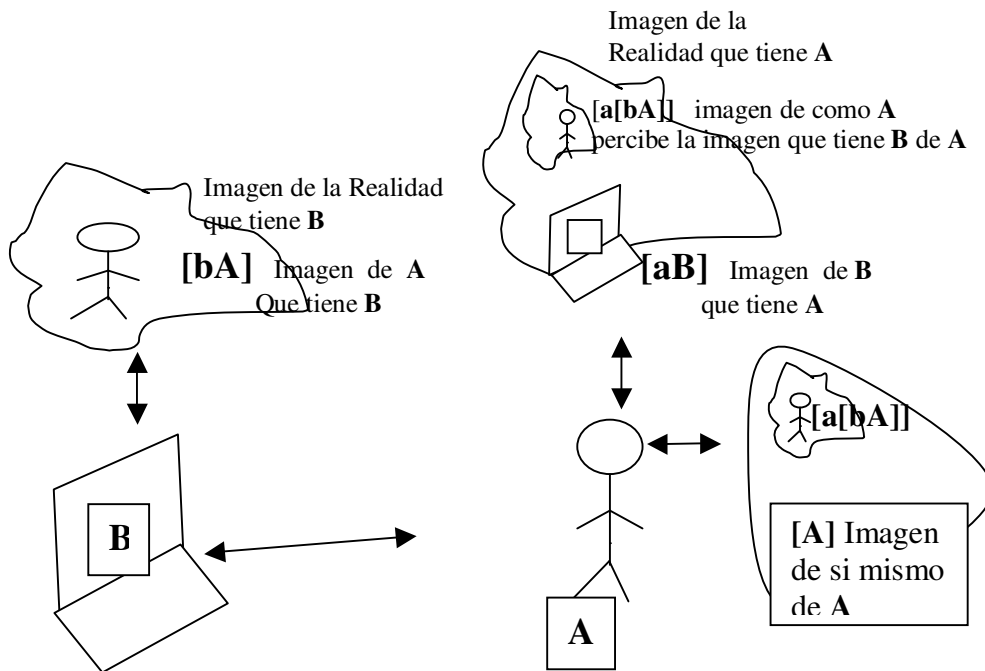 Imagen de la
Realidad que tiene A
[a[bA]] imagen de como A
percibe la imagen que tiene B de A
Imagen de la Realidad
que tiene B
[bA] Imagen de A
Que tiene B
[aB] Imagen de B
que tiene A
[a[bA]]
B
[A] Imagen
de si mismo
de A
A